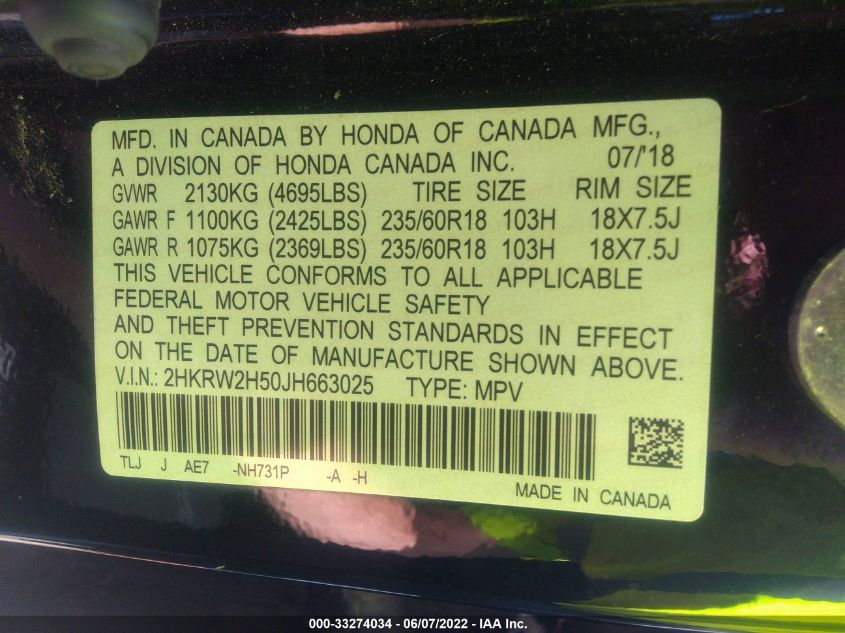 MFD. IN CANADA BY HONDA OF CANADA MFG.,
A DIVISION OF HONDA CANADA INC. 07/'18
GVWR 2130KG (4695LBS) TIRE SIZE RIM SIZE
GAWR F 1100KG (2425LBS) 235/60R18 103H 18X7.5J
GAWR R 1075KG (2369LBS) 235/60R18 103H 18X7.5J
THIS VEHICLE CONFORMS TO ALL APPLICABLE
FEDERAL MOTOR VEHICLE SAFETY
AND THEFT PREVENTION STANDARDS IN EFFECT
ON THE DATE OF MANUFACTURE SHOWN ABOVE.
V.I.N.: 2HKRW2H50JH663025 TYPE: MPV
TLJ J AE7 -NH731P -A -H
MADE IN CANADA
000-33274034 - 06/07/2022 - IAA Inc.